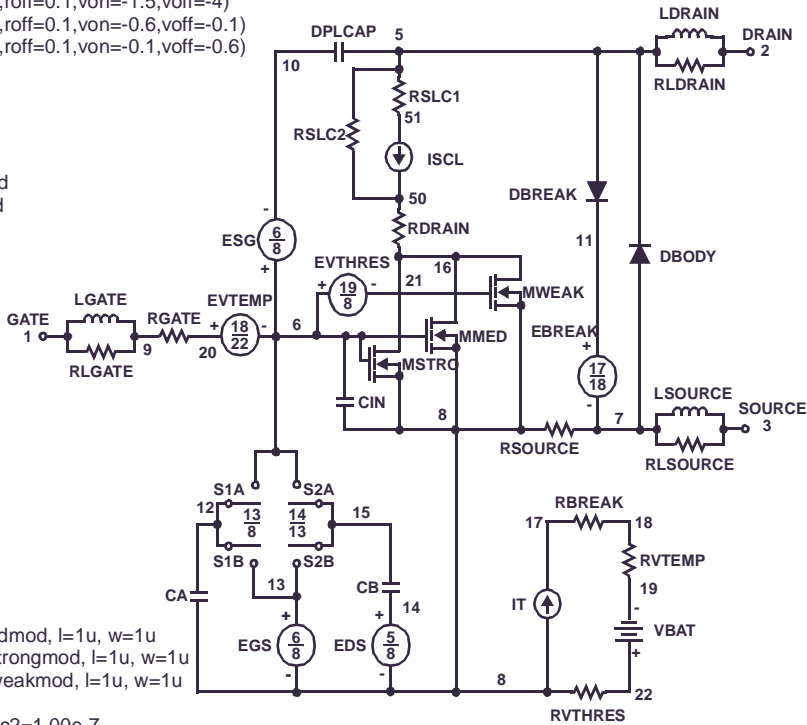 ,roff=0.1,von=-1.5,voff=-4)
,roff=0.1,von=-0.6,voff=-0.1)
,roff=0.1,von=-0.1,voff=-0.6)
LDRAIN
DPLCAP
5
DRAIN
2
10
RLDRAIN
RSLC1
51
RSLC2
ISCL
d
d
50
DBREAK
RDRAIN
-
ESG
6
8
+
11
DBODY
EVTHRES
+
19
8
-
21
16
MWEAK
LGATE
EVTEMP
GATE
1
RGATE
+
18
22
-
6
MMED
EBREAK
9
20
RLGATE
MSTRO
+
17
18
-
CIN
LSOURCE
8
7
SOURCE
3
RSOURCE
RLSOURCE
S1A
S2A
12
13
8
14
13
15
RBREAK
17
18
S1B
S2B
RVTEMP
13
CB
CA
19
IT
-
+
+
14
VBAT
EGS
6
8
EDS
5
8
+
-
-
8
22
RVTHRES
dmod, l=1u, w=1u
trongmod, l=1u, w=1u
weakmod, l=1u, w=1u